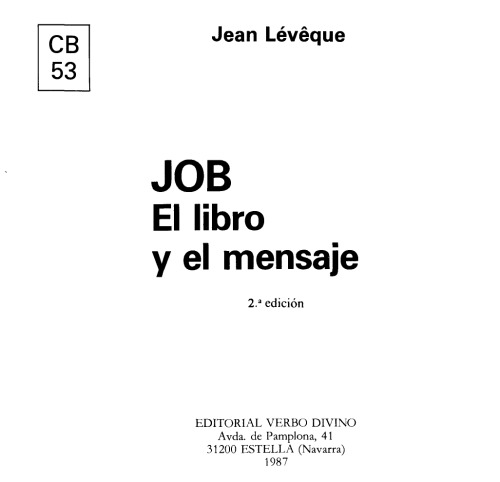 CB
53
Jean Lévêque
JOB
El libro
y el mensaje
2.ª edición
EDITORIAL VERBO DIVINO
Avda. de Pamplona, 41
31200 ESTELLA (Navarra)
1987